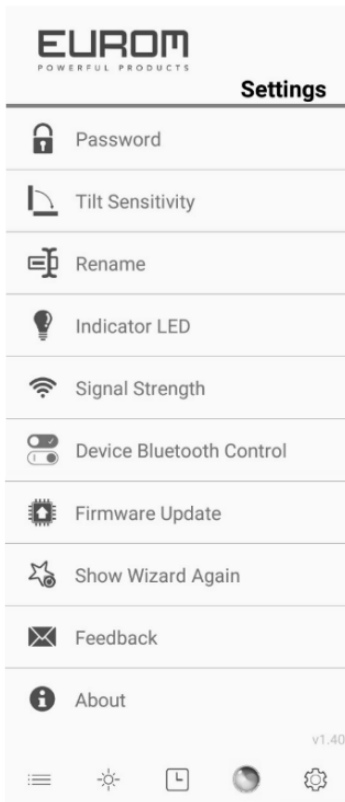 EUROM
POWERFUL PRODUCTS
Settings
Password
Tilt Sensitivity
Rename
Indicator LED
Signal Strength
Device Bluetooth Control
Firmware Update
Show Wizard Again
Feedback
About
v1.40